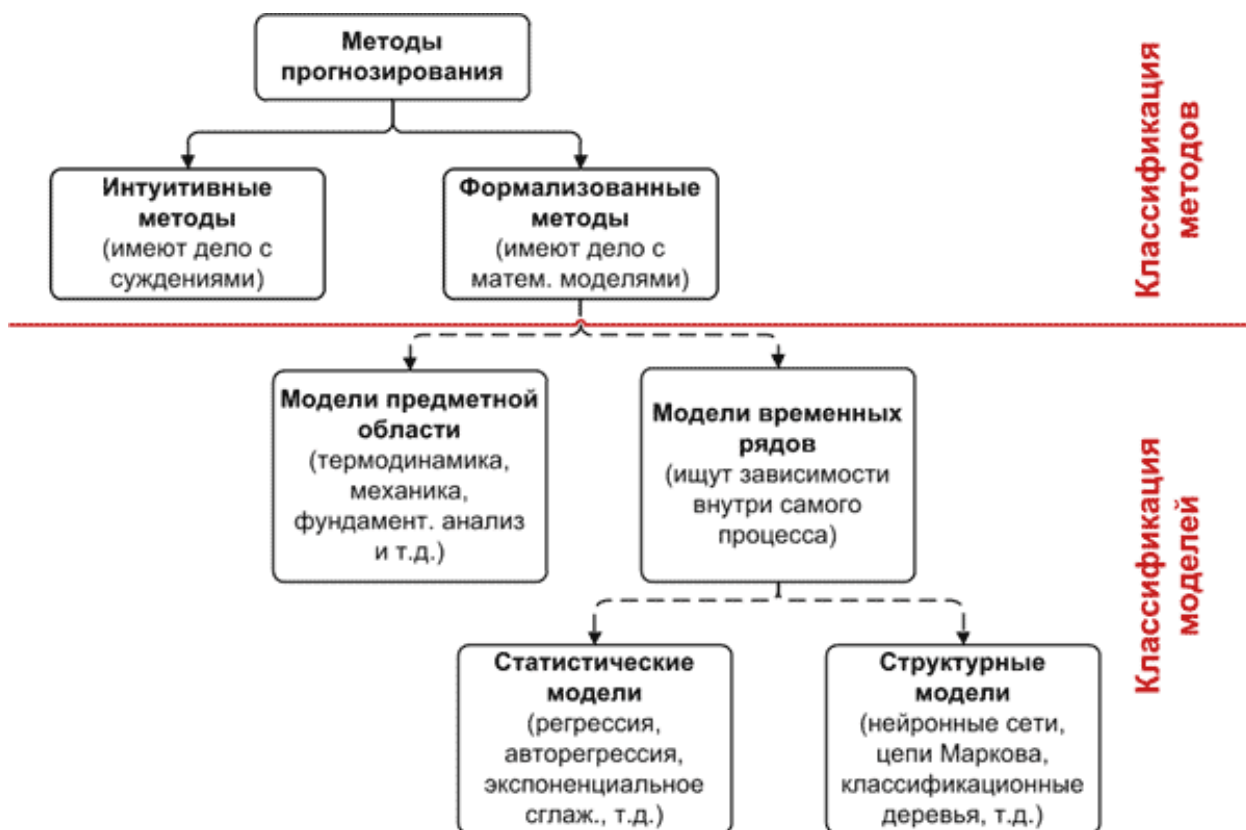 Методы
прогнозирования
Интуитивные
методы
(имеют дело с
суждениями)
Формализованные
методы
(имеют дело с
матем. моделями)
Классификация
методов
Модели предметной
области
(термодинамика,
механика,
фундамент. анализ
и т.д.)
Модели временных
рядов
(ищут зависимости
внутри самого
процесса)
Статистические
модели
(регрессия,
авторегрессия,
экспоненциальное
сглаж., т.д.)
Структурные
модели
(нейронные сети,
цепи Маркова,
классификационные
деревья, т.д.)
Классификация
моделей